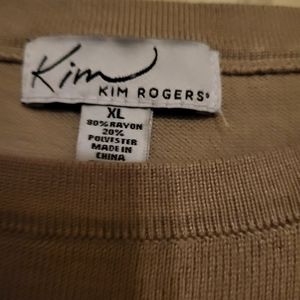 Kim
KIM ROGERS®
XL
80% RAYON
20%
POLYESTER
MADE IN
CHINA